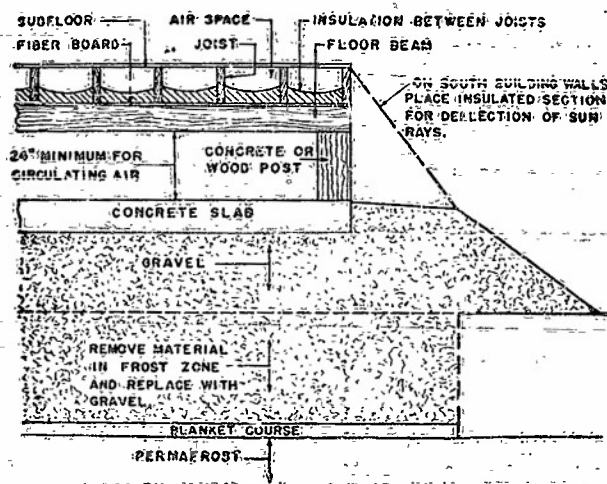 SUBFLOOR AIR SPACE INSULATION BETWEEN JOISTS
FIBER BOARD JOIST FLOOR BEAM
ON SOUTH BUILDING WALLS
PLACE INSULATED SECTION
FOR DEFLECTION OF SUN
RAYS.
24" MINIMUM FOR
CIRCULATING AIR
CONCRETE OR
WOOD POST
CONCRETE SLAB
GRAVEL
REMOVE MATERIAL
IN FROST ZONE
AND REPLACE WITH
GRAVEL
BLANKET COURSE
PERMAFROST